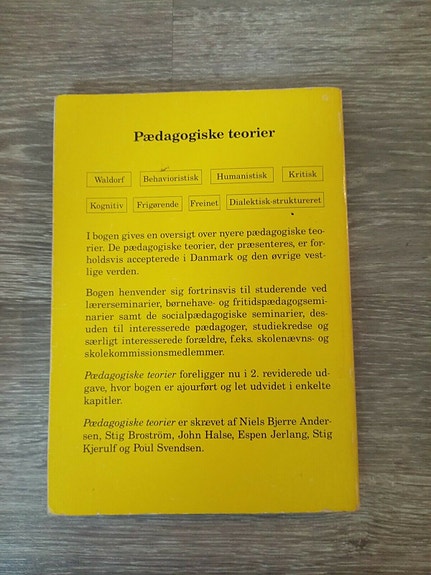 Pædagogiske teorier
Waldorf Behavioristisk Humanistisk Kritisk
Kognitiv Frigørende Freinet Dialektisk-struktureret
I bogen gives en oversigt over nyere pædagogiske teo-
rier. De pædagogiske teorier, der præsenteres, er for-
holdsvis accepterede i Danmark og den øvrige vest-
lige verden.
Bogen henvender sig fortrinsvis til studerende ved
lærerseminarier, børnehave- og fritidspædagogsemi-
narier samt de socialpædagogiske seminarier, des-
uden til interesserede pædagoger, studiekredse og
særligt interesserede forældre, f.eks. skolenævns- og
skolekommissionsmedlemmer.
Pædagogiske teorier foreligger nu i 2. reviderede ud-
gave, hvor bogen er ajourført og let udvidet i enkelte
kapitler.
Pædagogiske teorier er skrevet af Niels Bjerre Ander-
sen, Stig Broström, John Halse, Espen Jerlang, Stig
Kjerulf og Poul Svendsen.